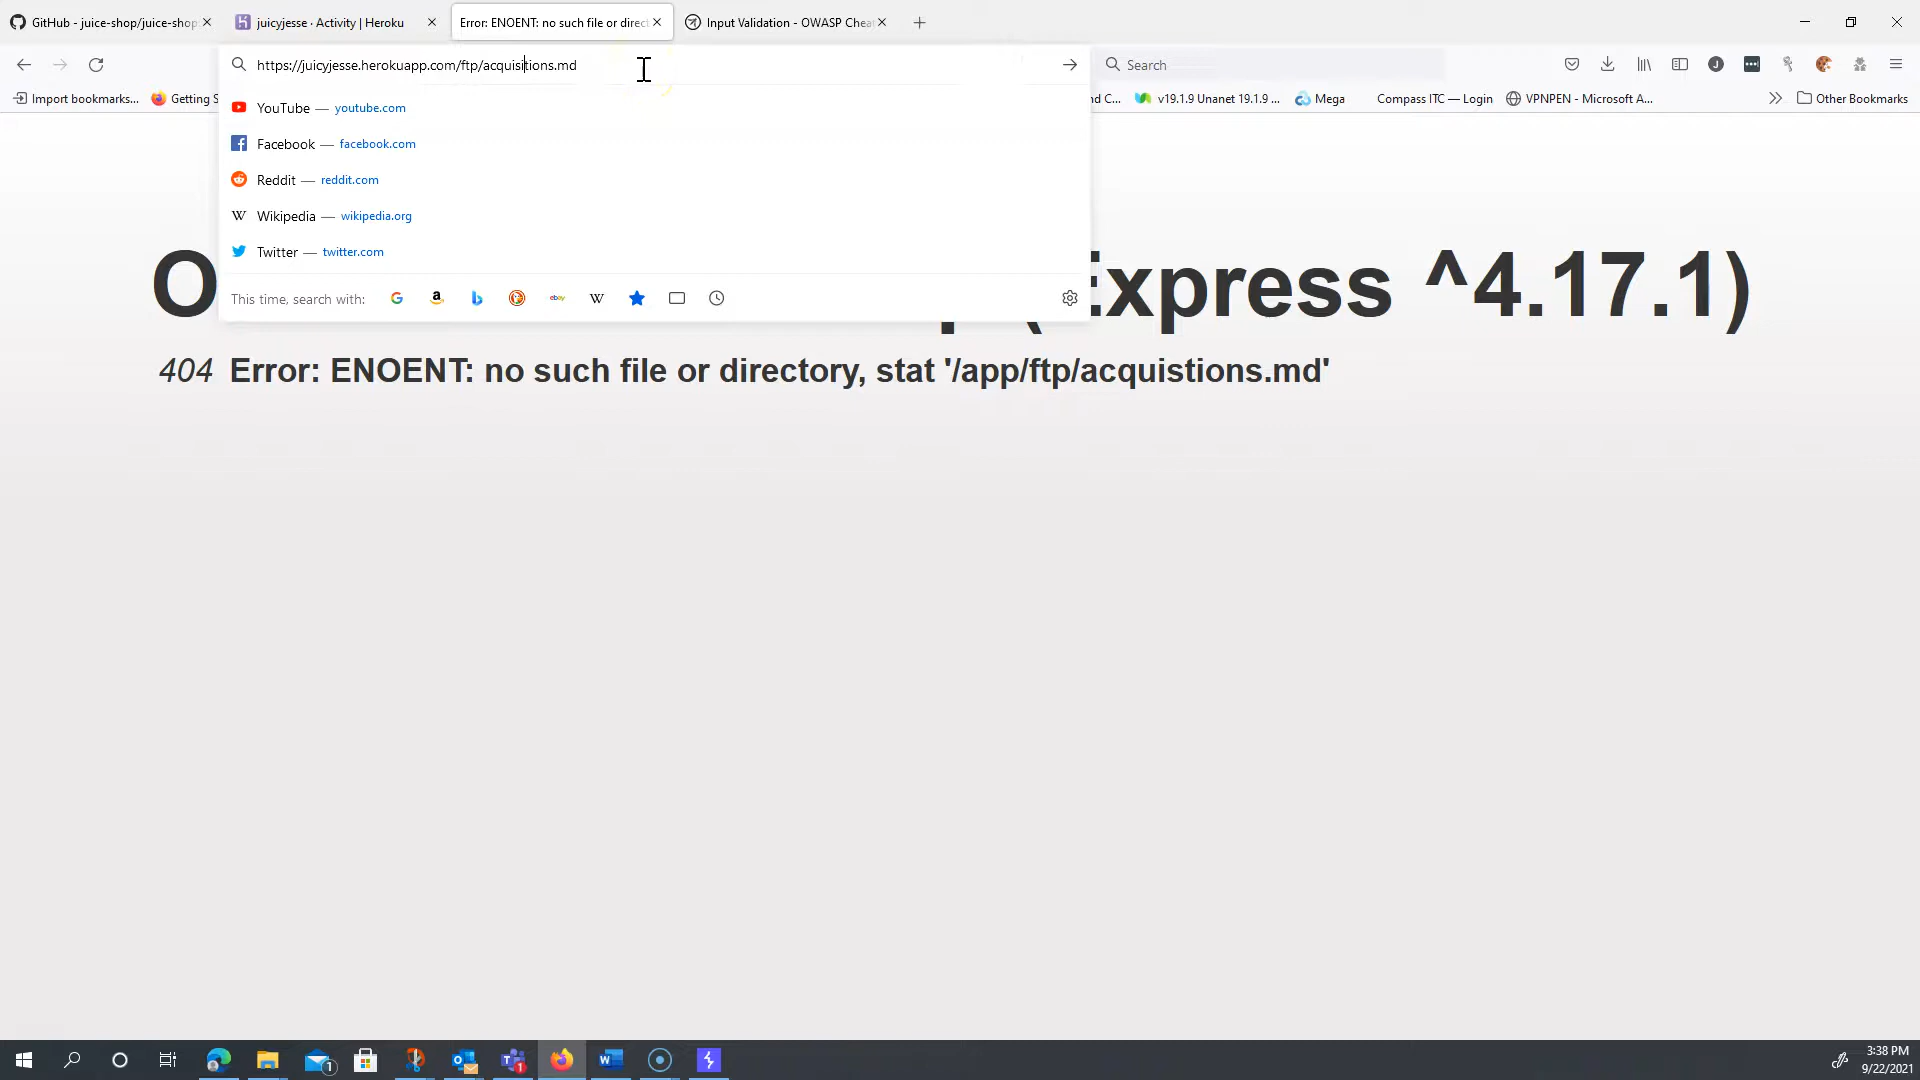 GitHub - juice-shop/juice-shop
juicyjesse · Activity | Heroku
Error: ENOENT: no such file or direct
Input Validation - OWASP Chea
https://juicyjesse.herokuapp.com/ftp/acquisitions.md
Search
Import bookmarks...
Getting S
nd C...
v19.1.9 Unanet 19.1.9 ...
Mega
Compass ITC — Login
VPNPEN - Microsoft A...
Other Bookmarks
YouTube — youtube.com
Facebook — facebook.com
Reddit — reddit.com
W Wikipedia — wikipedia.org
Twitter — twitter.com
This time, search with:
Express ^4.17.1)
404 Error: ENOENT: no such file or directory, stat '/app/ftp/acquistions.md'
3:38 PM
9/22/2021